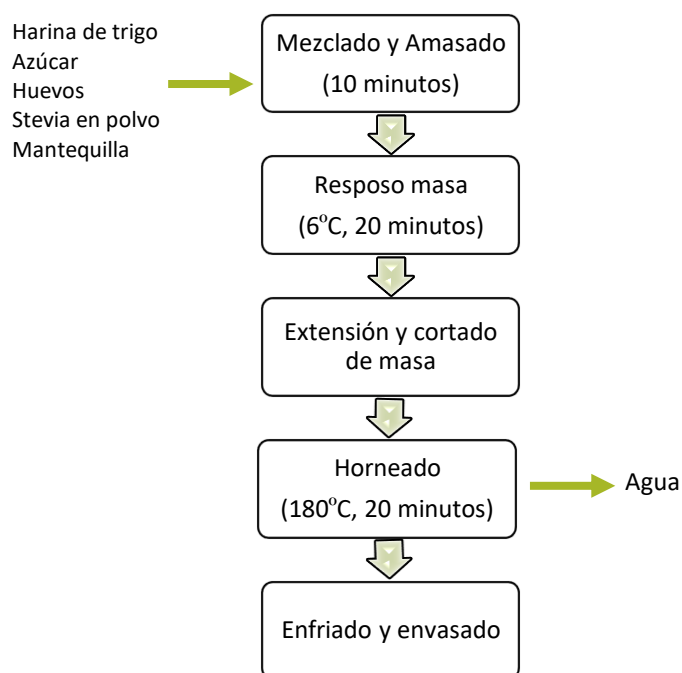 Harina de trigo
Azúcar
Huevos
Stevia en polvo
Mantequilla
Mezclado y Amasado
(10 minutos)
Resposo masa
(6°C, 20 minutos)
Extensión y cortado
de masa
Horneado
(180°C, 20 minutos)
Agua
Enfriado y envasado